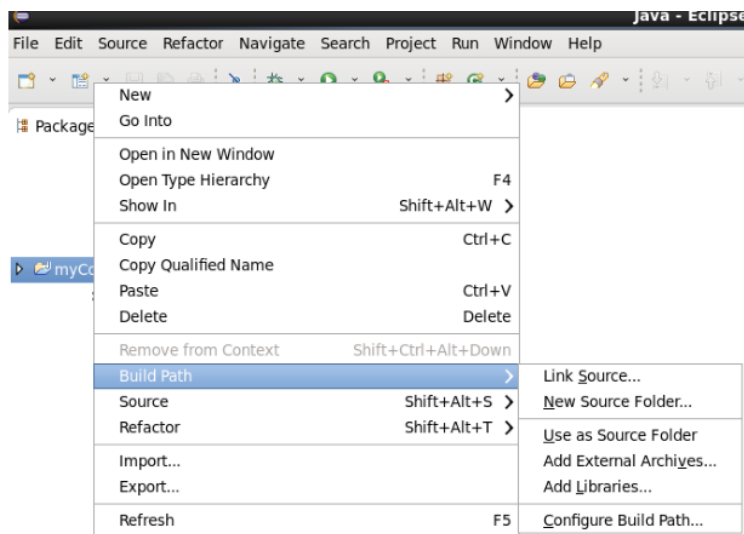 Java - Eclipse
File Edit Source Refactor Navigate Search Project Run Window Help
Package
New
Go Into
Open in New Window
Open Type Hierarchy F4
Show In Shift+Alt+W
Copy Ctrl+C
Copy Qualified Name
myCo
Paste Ctrl+V
Delete Delete
Remove from Context Shift+Ctrl+Alt+Down
Build Path
Source Shift+Alt+S
Refactor Shift+Alt+T
Import...
Export...
Refresh F5
Link Source...
New Source Folder...
Use as Source Folder
Add External Archives...
Add Libraries...
Configure Build Path...